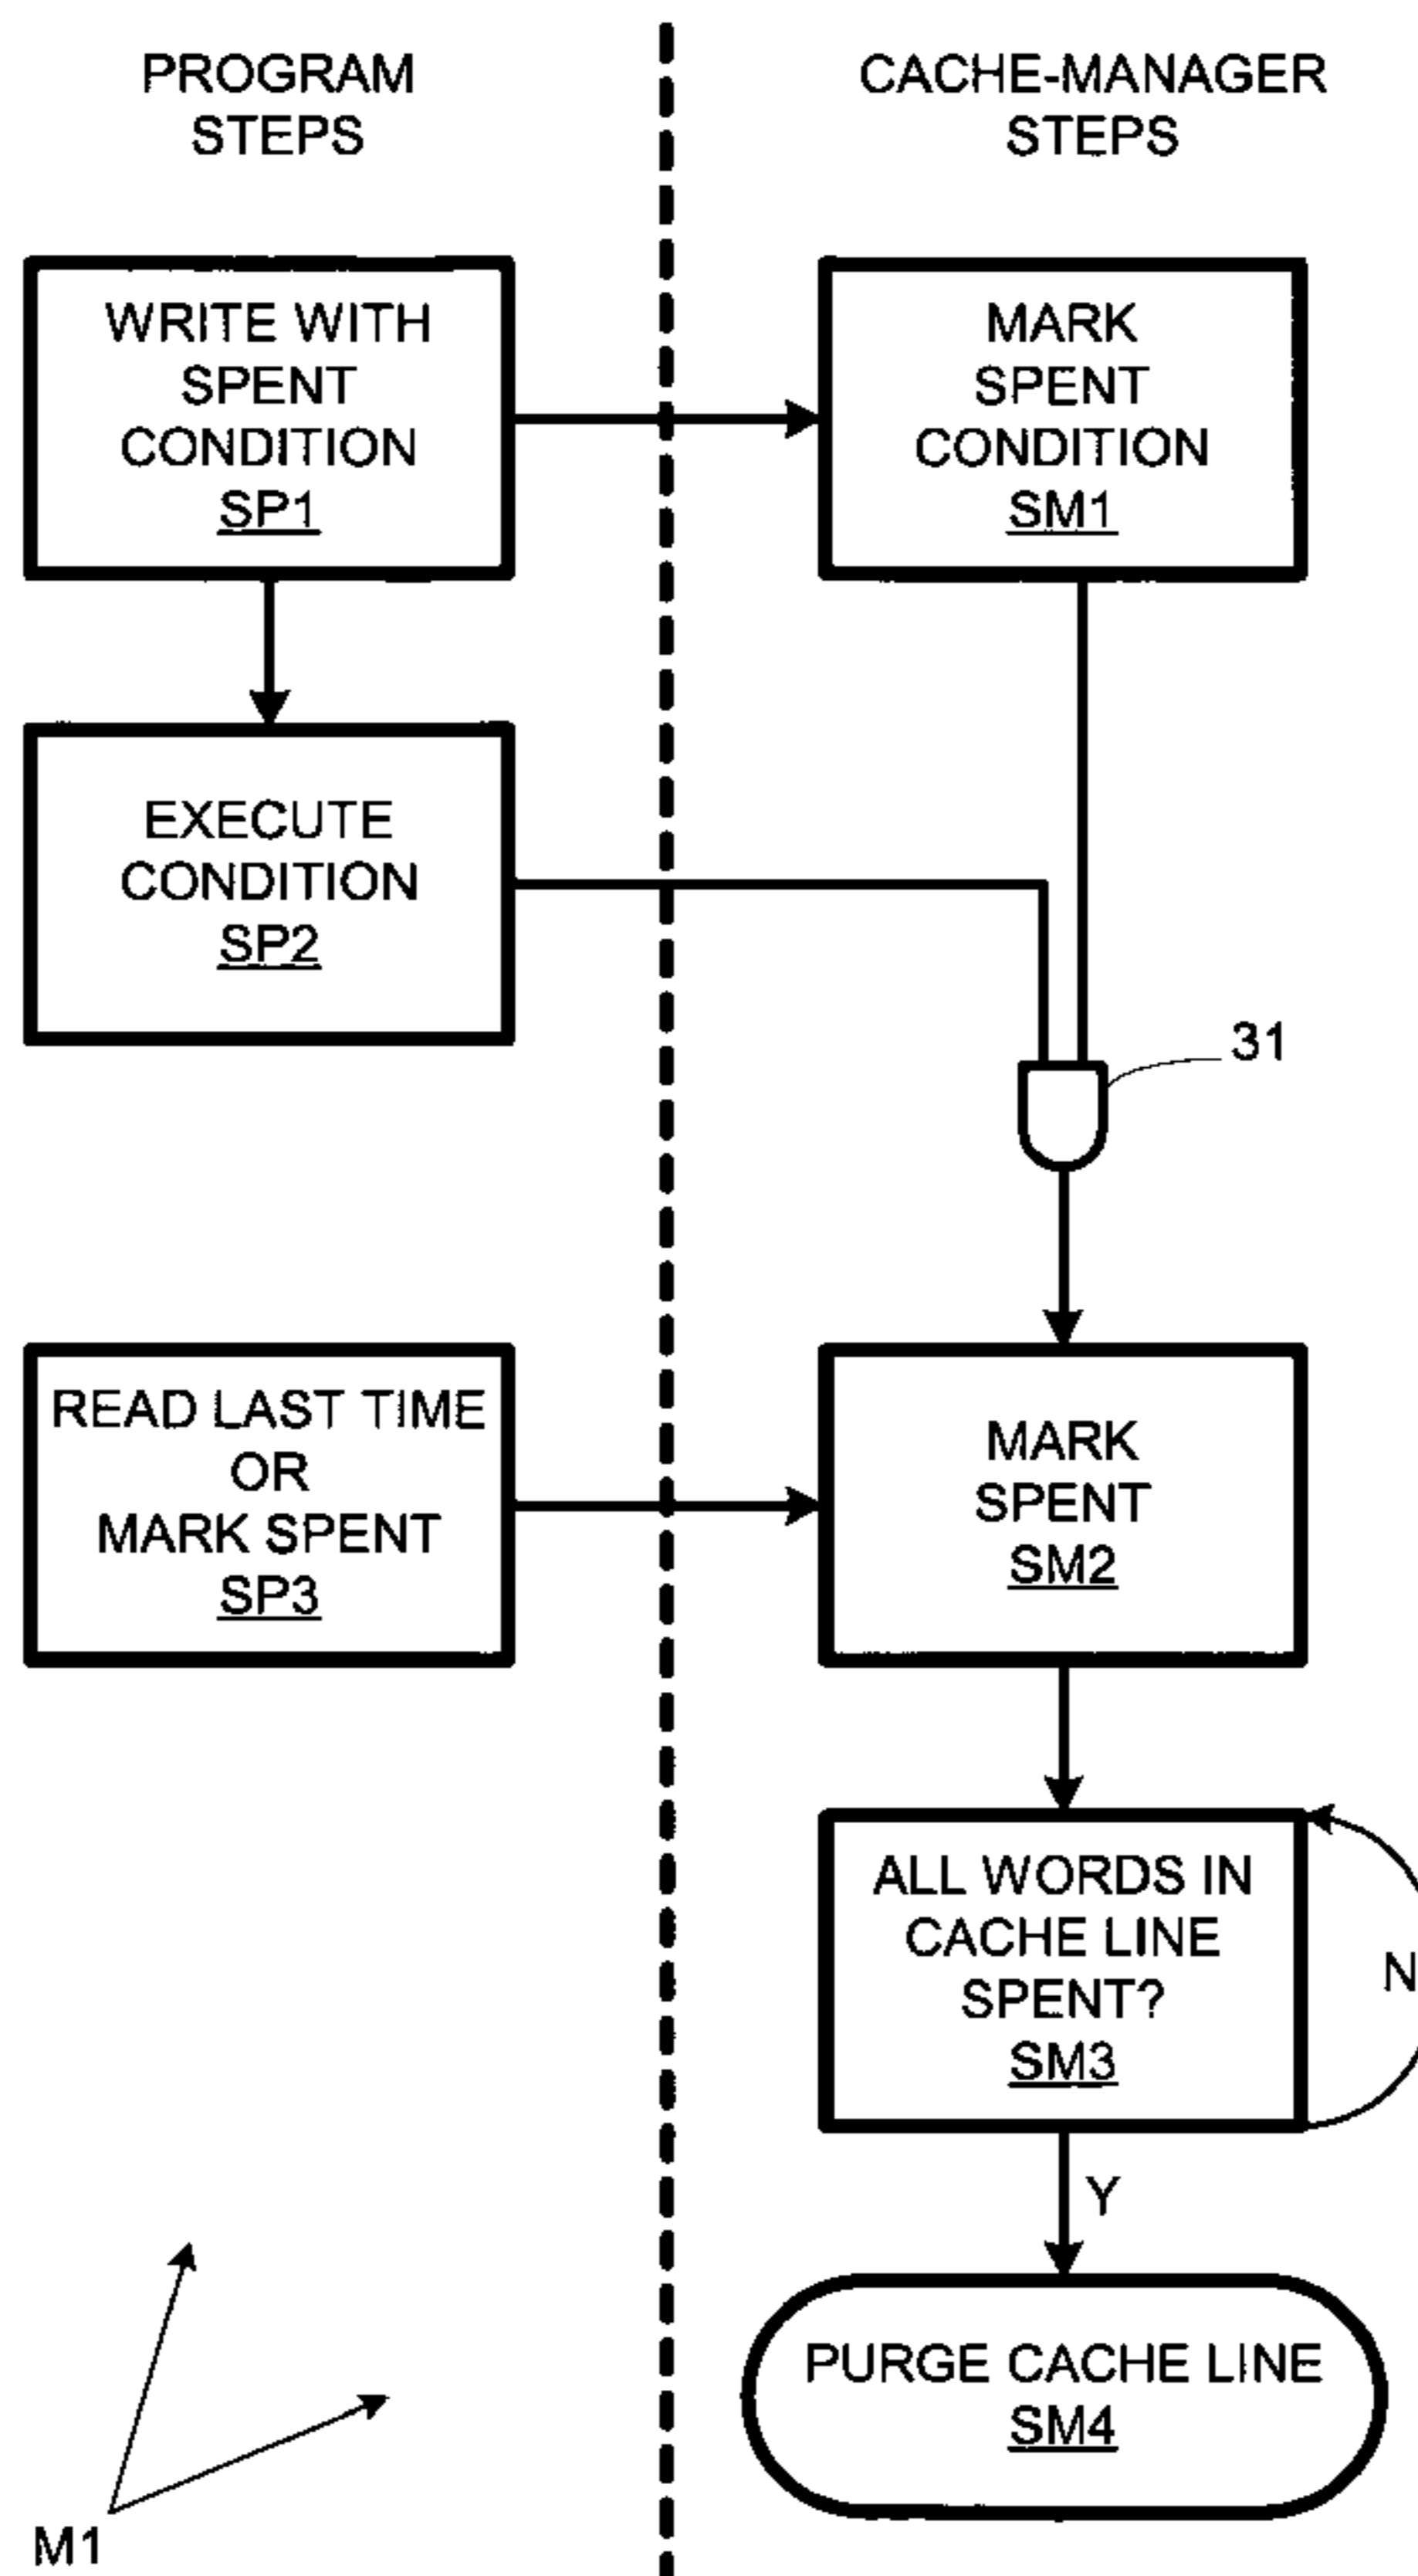 PROGRAM
STEPS
CACHE-MANAGER
STEPS
WRITE WITH
SPENT
CONDITION
SP1
MARK
SPENT
CONDITION
SM1
EXECUTE
CONDITION
SP2
31
READ LAST TIME
OR
MARK SPENT
SP3
MARK
SPENT
SM2
ALL WORDS IN
CACHE LINE
SPENT?
SM3
N
Y
PURGE CACHE LINE
SM4
M1